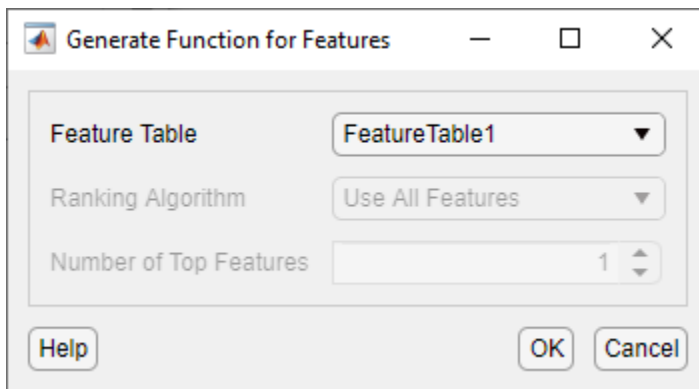 Generate Function for Features
Feature Table FeatureTable1
Ranking Algorithm Use All Features
Number of Top Features 1
Help OK Cancel